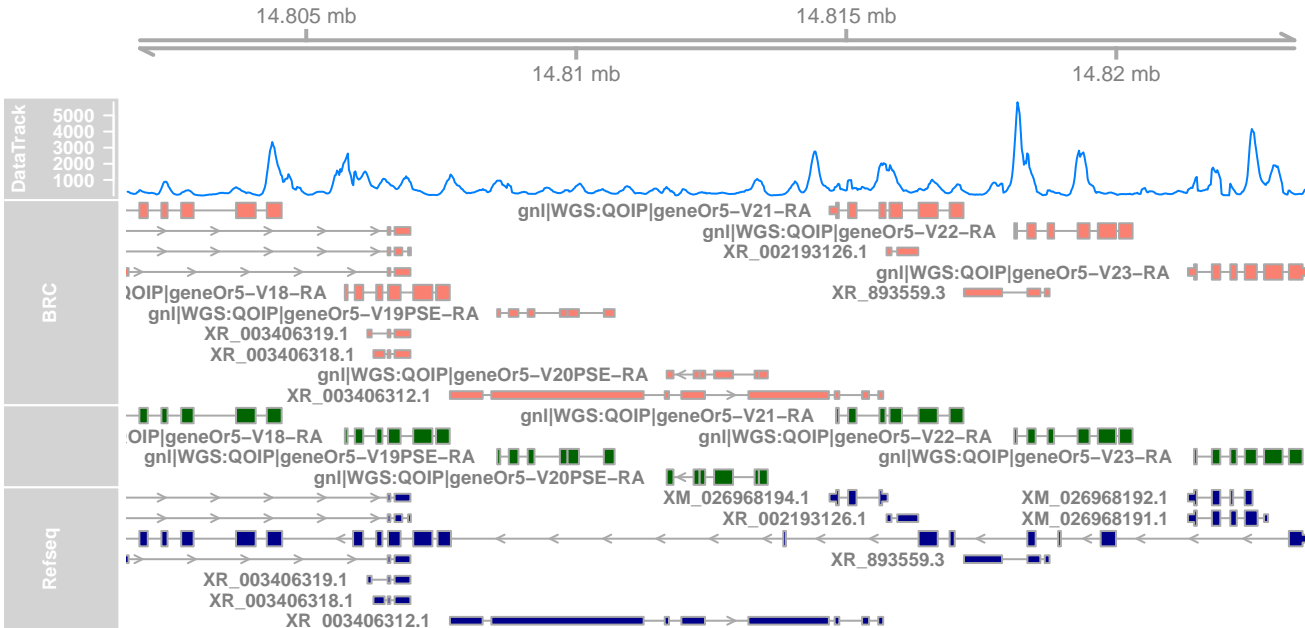 14.805 mb
14.815 mb
14.81 mb
14.82 mb
DataTrack
5000
4000
3000
2000
1000
BRC
gnl|WGS:QOIP|geneOr5−V21−RA
gnl|WGS:QOIP|geneOr5−V22−RA
XR_002193126.1
gnl|WGS:QOIP|geneOr5−V23−RA
QOIP|geneOr5−V18−RA
XR_893559.3
gnl|WGS:QOIP|geneOr5−V19PSE−RA
XR_003406319.1
XR_003406318.1
gnl|WGS:QOIP|geneOr5−V20PSE−RA
XR_003406312.1
gnl|WGS:QOIP|geneOr5−V21−RA
OIP|geneOr5−V18−RA
gnl|WGS:QOIP|geneOr5−V22−RA
gnl|WGS:QOIP|geneOr5−V19PSE−RA
gnl|WGS:QOIP|geneOr5−V23−RA
gnl|WGS:QOIP|geneOr5−V20PSE−RA
Refseq
XM_026968194.1
XM_026968192.1
XR_002193126.1
XM_026968191.1
XR_893559.3
XR_003406319.1
XR_003406318.1
XR_003406312.1